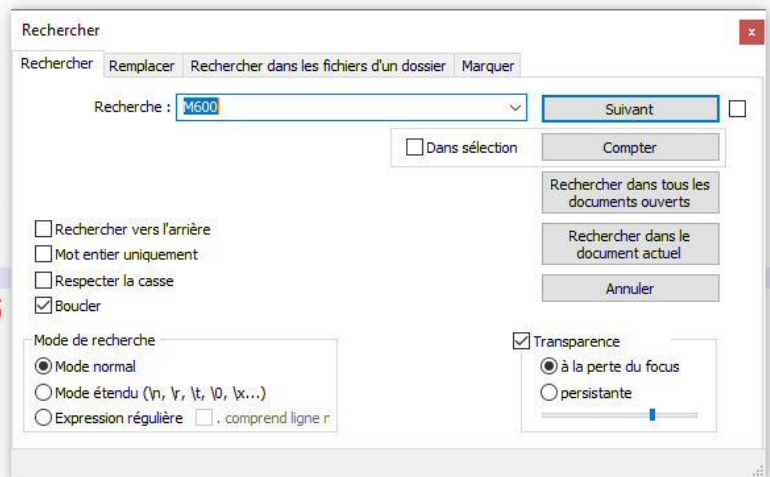 Rechercher
x
Rechercher Remplacer Rechercher dans les fichiers d'un dossier Marquer
Recherche : M600 Suivant
Dans sélection Compter
Rechercher dans tous les
documents ouverts
Rechercher vers l'arrière
Rechercher dans le
document actuel
Mot entier uniquement
Respecter la casse
Annuler
Boucler
Mode de recherche
Mode normal
Mode étendu (\n, \r, \t, \0, \x...)
Expression régulière . comprend ligne r
Transparence
à la perte du focus
persistante